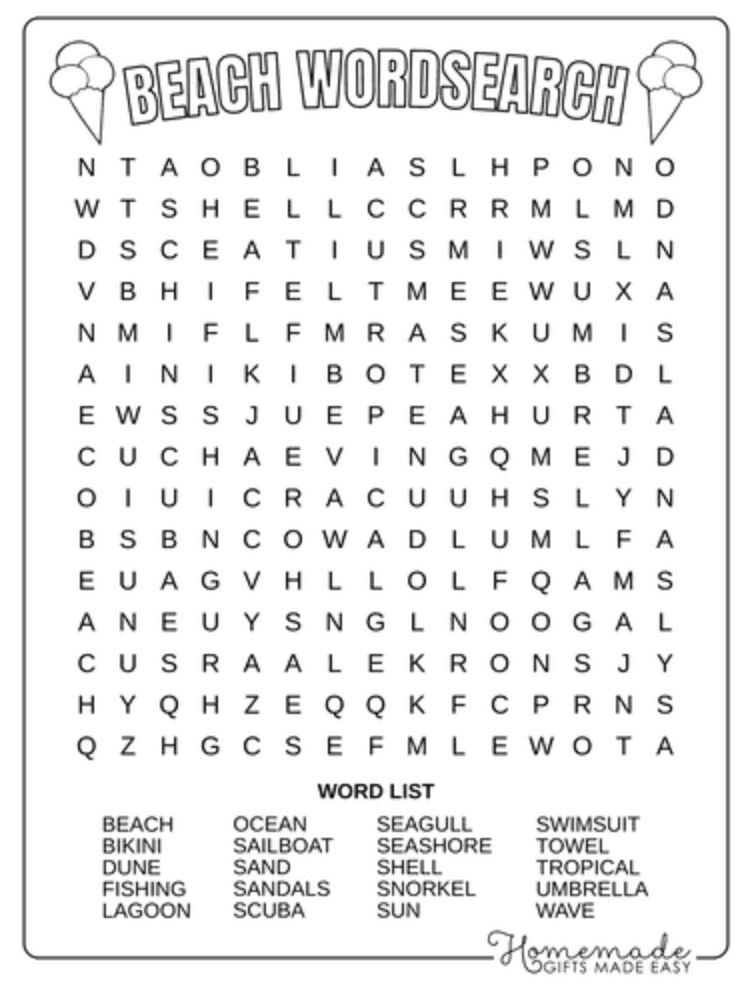 BEACH WORDSEARCH
N T A O B L I A S L H P O N O
W T S H E L L C C R R M L M D
D S C E A T I U S M I W S L N
V B H I F E L T M E E W U X A
N M I F L F M R A S K U M I S
A I N I K I B O T E X X B D L
E W S S J U E P E A H U R T A
C U C H A E V I N G Q M E J D
O I U I C R A C U U H S L Y N
B S B N C O W A D L U M L F A
E U A G V H L L O L F Q A M S
A N E U Y S N G L N O O G A L
C U S R A A L E K R O N S J Y
H Y Q H Z E Q Q K F C P R N S
Q Z H G C S E F M L E W O T A
WORD LIST
BEACH OCEAN SEAGULL SWIMSUIT
BIKINI SAILBOAT SEASHORE TOWEL
DUNE SAND SHELL TROPICAL
FISHING SANDALS SNORKEL UMBRELLA
LAGOON SCUBA SUN WAVE
Homemade
GIFTS MADE EASY